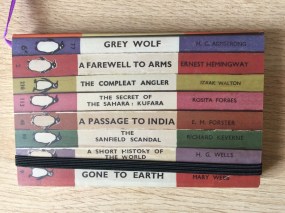 GREY WOLF H. C. ARMSTRONG
A FAREWELL TO ARMS ERNEST HEMINGWAY
THE COMPLEAT ANGLER IZAAK WALTON
THE SECRET OF THE SAHARA: KUFARA ROSITA FORBES
A PASSAGE TO INDIA E. M. FORSTER
THE SANFIELD SCANDAL RICHARD KEVERNE
A SHORT HISTORY OF THE WORLD H. G. WELLS
GONE TO EARTH MARY WEBB